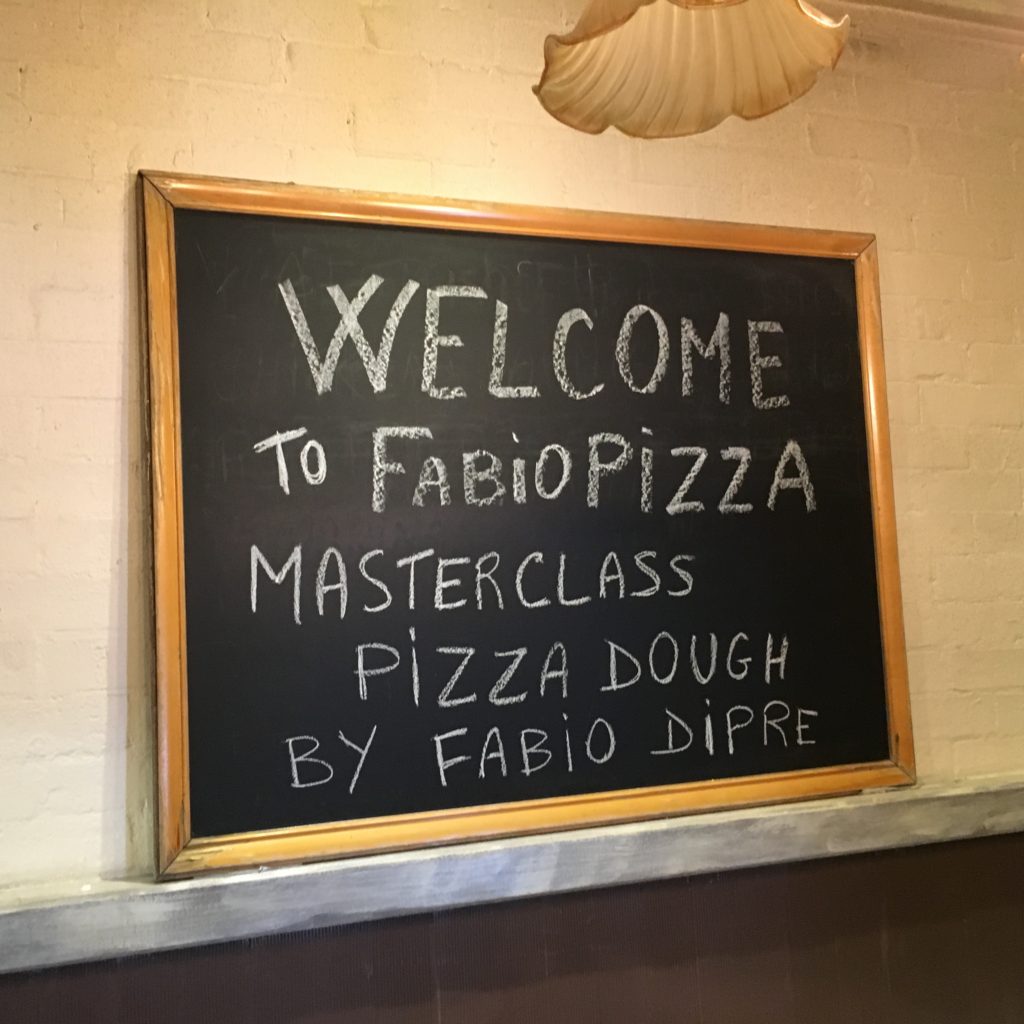 WELCOME
TO FABiOPiZZA
MASTERCLASS
PiZZA DOUGH
BY FABiO DiPRE